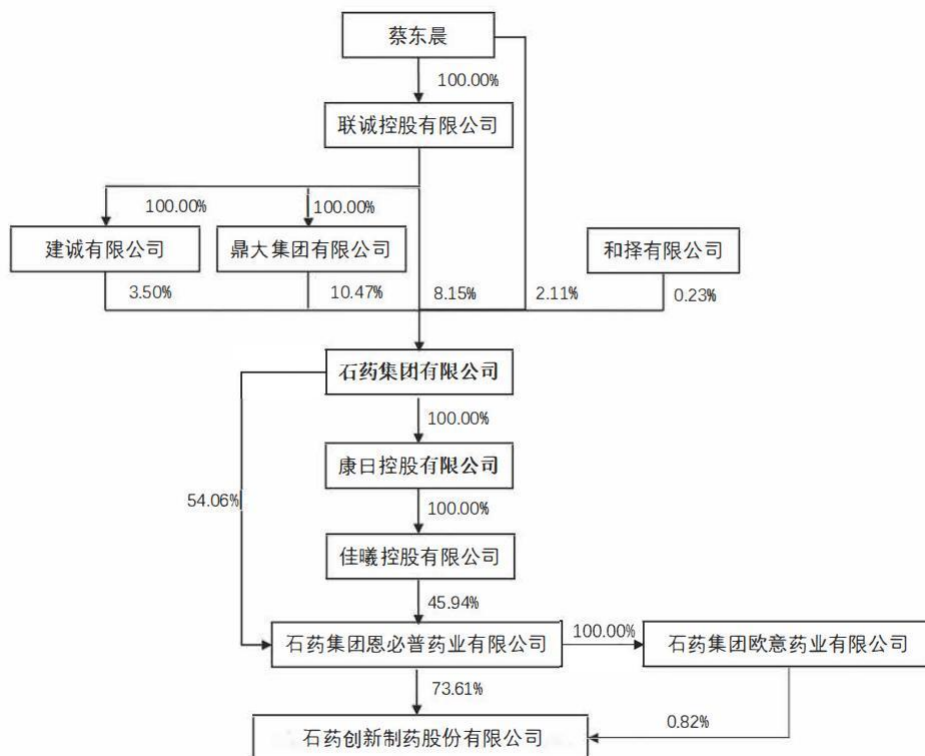 蔡东晨
100.00%
联诚控股有限公司
100.00%
100.00%
建诚有限公司
鼎大集团有限公司
和择有限公司
3.50%
10.47%
8.15%
2.11%
0.23%
石药集团有限公司
100.00%
康日控股有限公司
54.06%
100.00%
佳曦控股有限公司
45.94%
石药集团恩必普药业有限公司
100.00%
石药集团欧意药业有限公司
73.61%
0.82%
石药创新制药股份有限公司